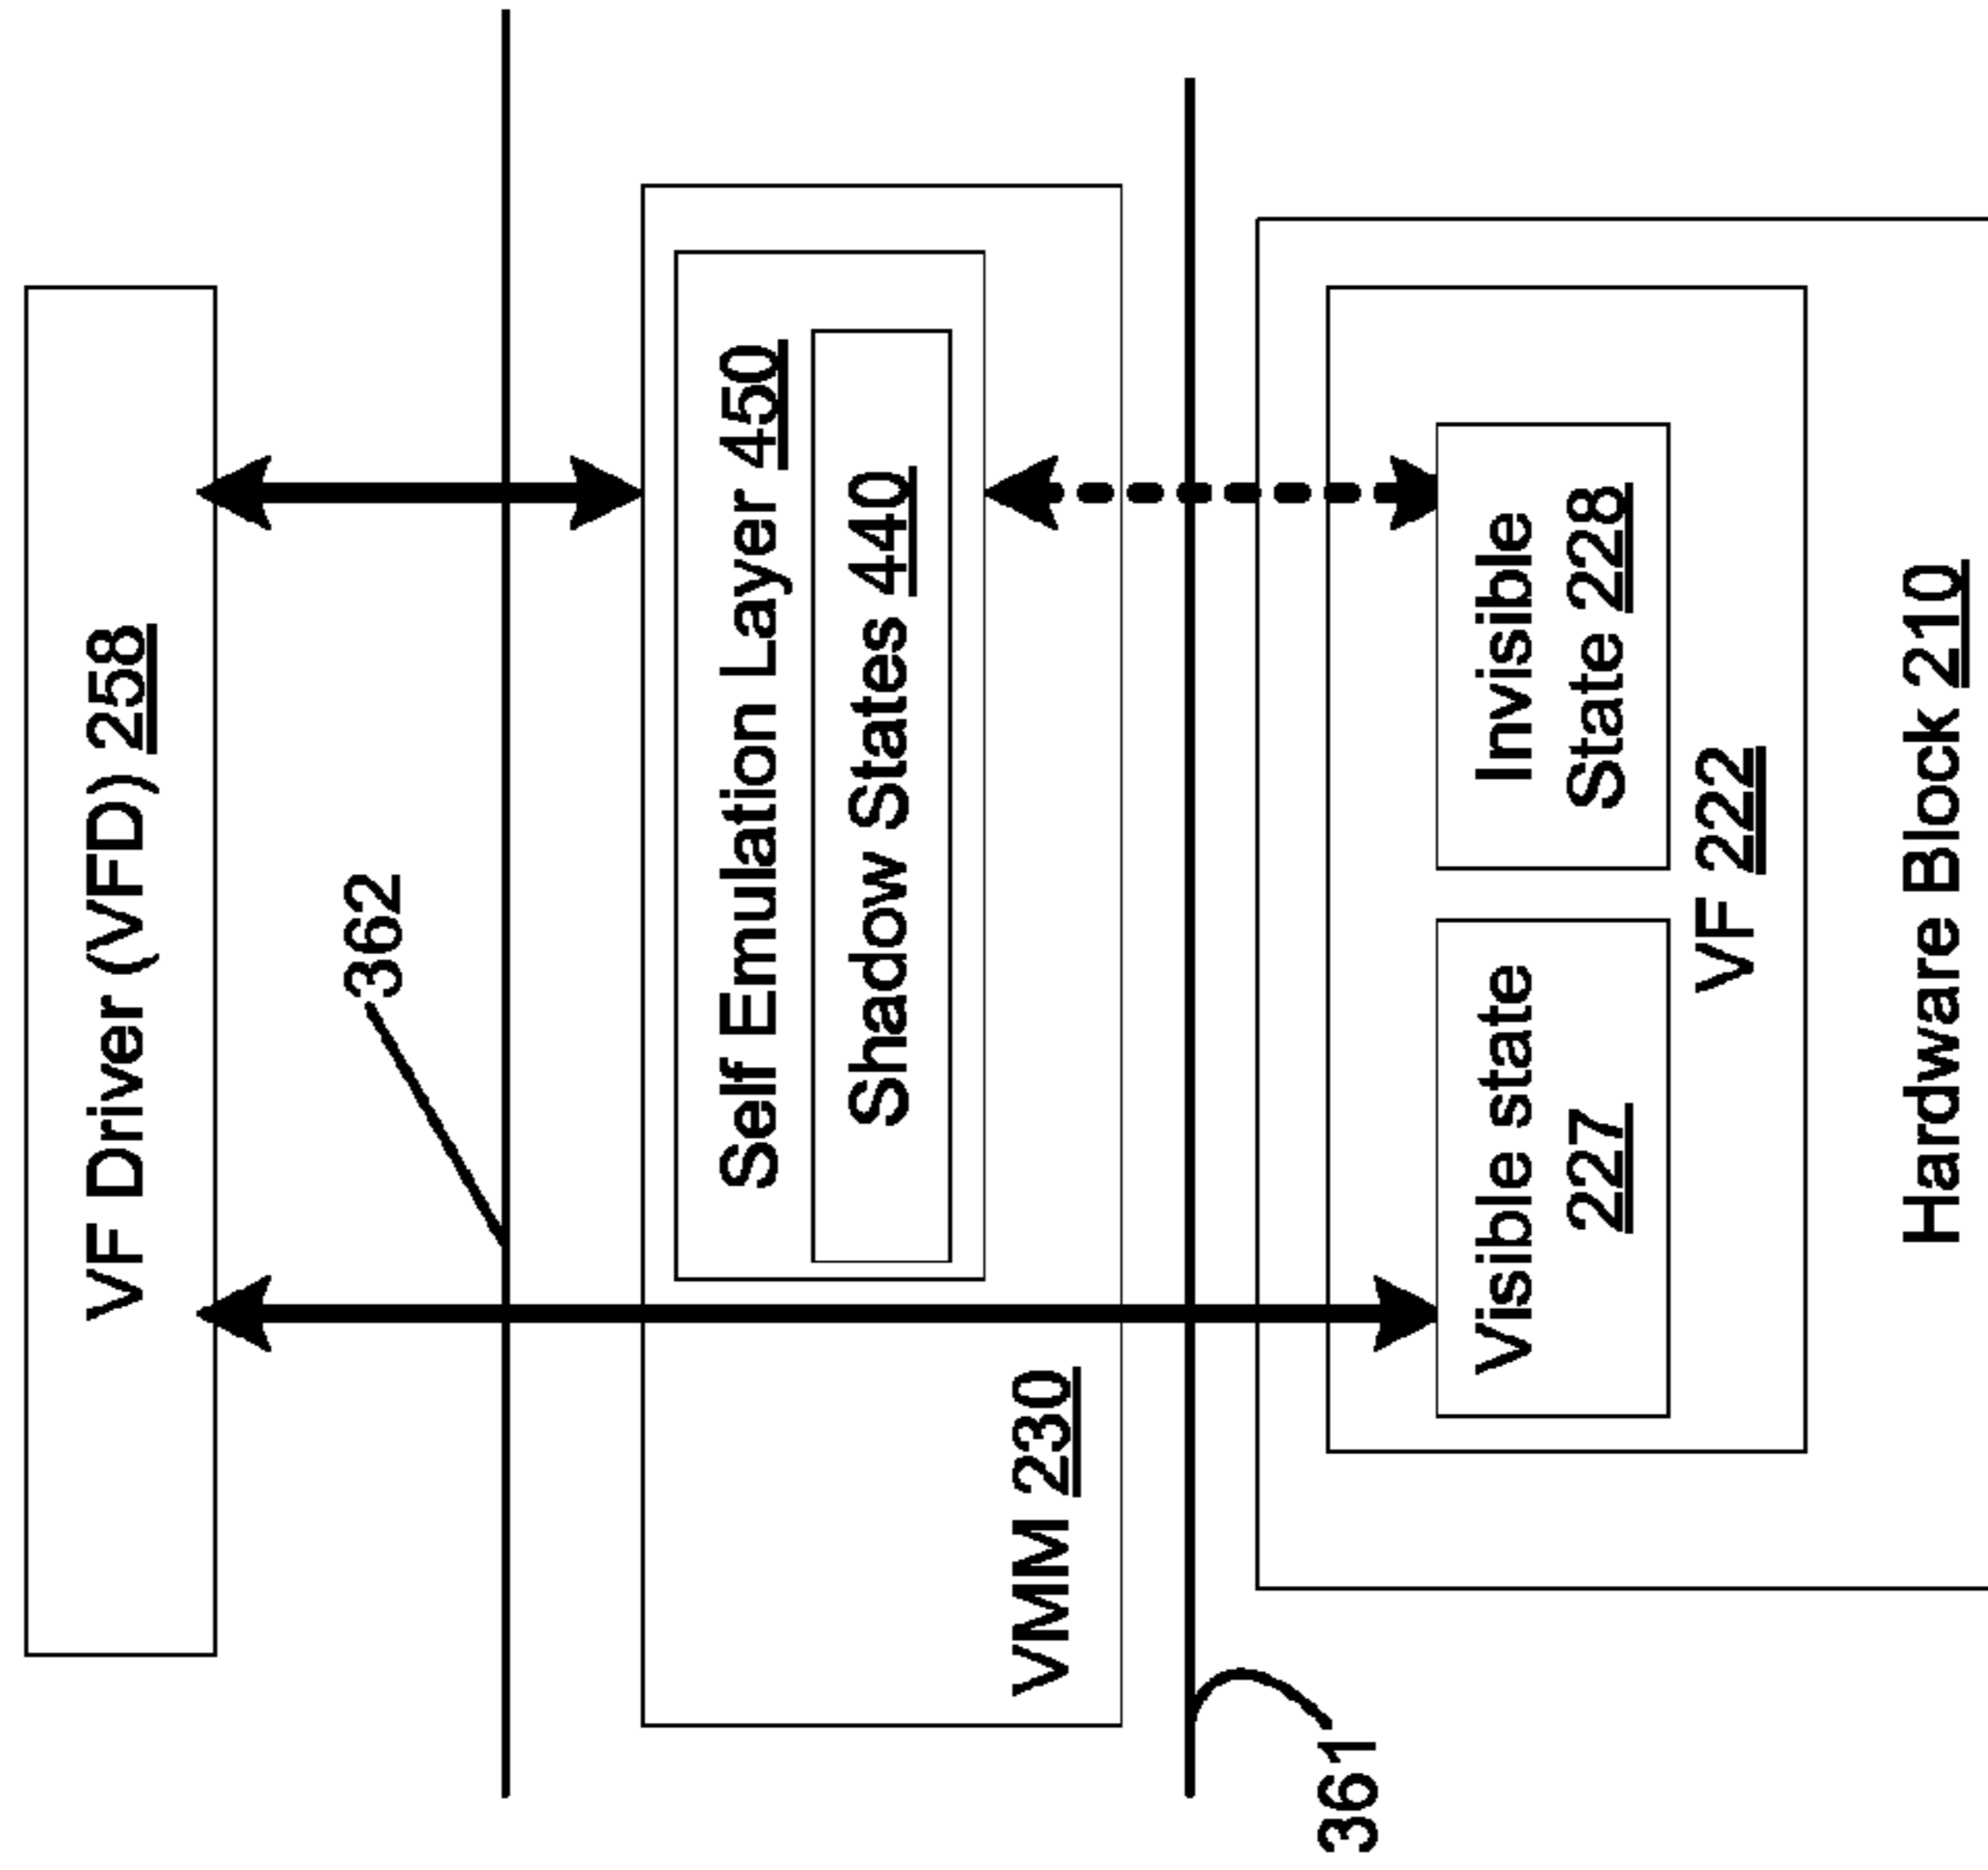 VF Driver (VFD) 258
362
Self Emulation Layer 450
Shadow States 440
VMM 230
361
Visible state
227
Invisible
State 228
VF 222
Hardware Block 210